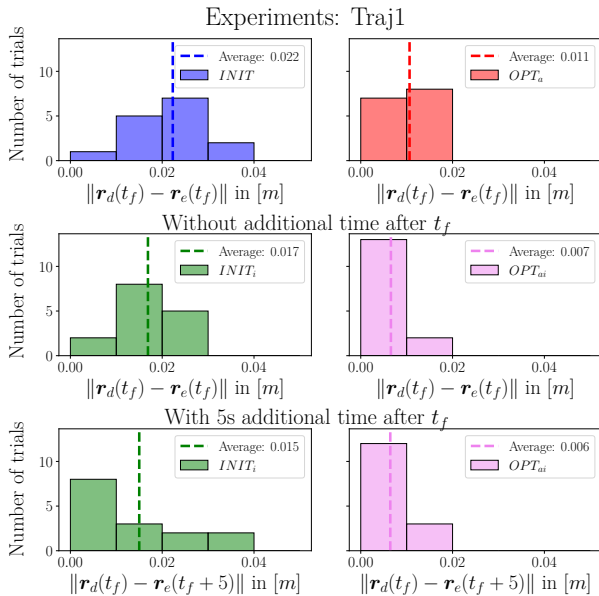 Experiments: Traj1
Number of trials
10
5
0
Average: 0.022
INIT
0.00 0.02 0.04
‖r_d(t_f) − r_e(t_f)‖ in [m]
Average: 0.011
OPT_a
0.00 0.02 0.04
‖r_d(t_f) − r_e(t_f)‖ in [m]
Without additional time after t_f
Number of trials
10
5
0
Average: 0.017
INIT_i
0.00 0.02 0.04
‖r_d(t_f) − r_e(t_f)‖ in [m]
Average: 0.007
OPT_ai
0.00 0.02 0.04
‖r_d(t_f) − r_e(t_f)‖ in [m]
With 5s additional time after t_f
Number of trials
10
5
0
Average: 0.015
INIT_i
0.00 0.02 0.04
‖r_d(t_f) − r_e(t_f + 5)‖ in [m]
Average: 0.006
OPT_ai
0.00 0.02 0.04
‖r_d(t_f) − r_e(t_f + 5)‖ in [m]